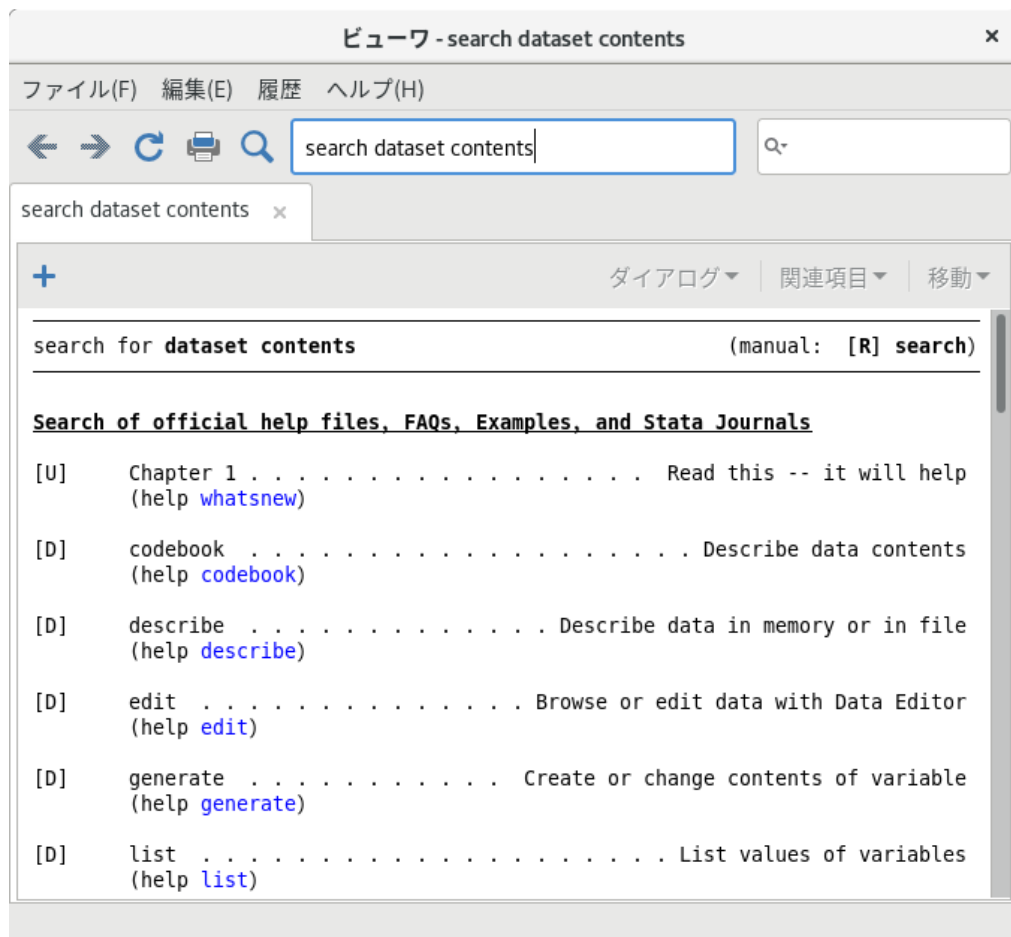 ビューワ - search dataset contents ×
ファイル(F) 編集(E) 履歴 ヘルプ(H)
search dataset contents
search dataset contents ×
ダイアログ 関連項目 移動
search for dataset contents (manual: [R] search)
Search of official help files, FAQs, Examples, and Stata Journals
[U] Chapter 1 . . . . . . . . . . . . . . . . . Read this -- it will help
(help whatsnew)
[D] codebook . . . . . . . . . . . . . . . . . . . Describe data contents
(help codebook)
[D] describe . . . . . . . . . . . . . Describe data in memory or in file
(help describe)
[D] edit . . . . . . . . . . . . . . Browse or edit data with Data Editor
(help edit)
[D] generate . . . . . . . . . . . Create or change contents of variable
(help generate)
[D] list . . . . . . . . . . . . . . . . . . . . List values of variables
(help list)